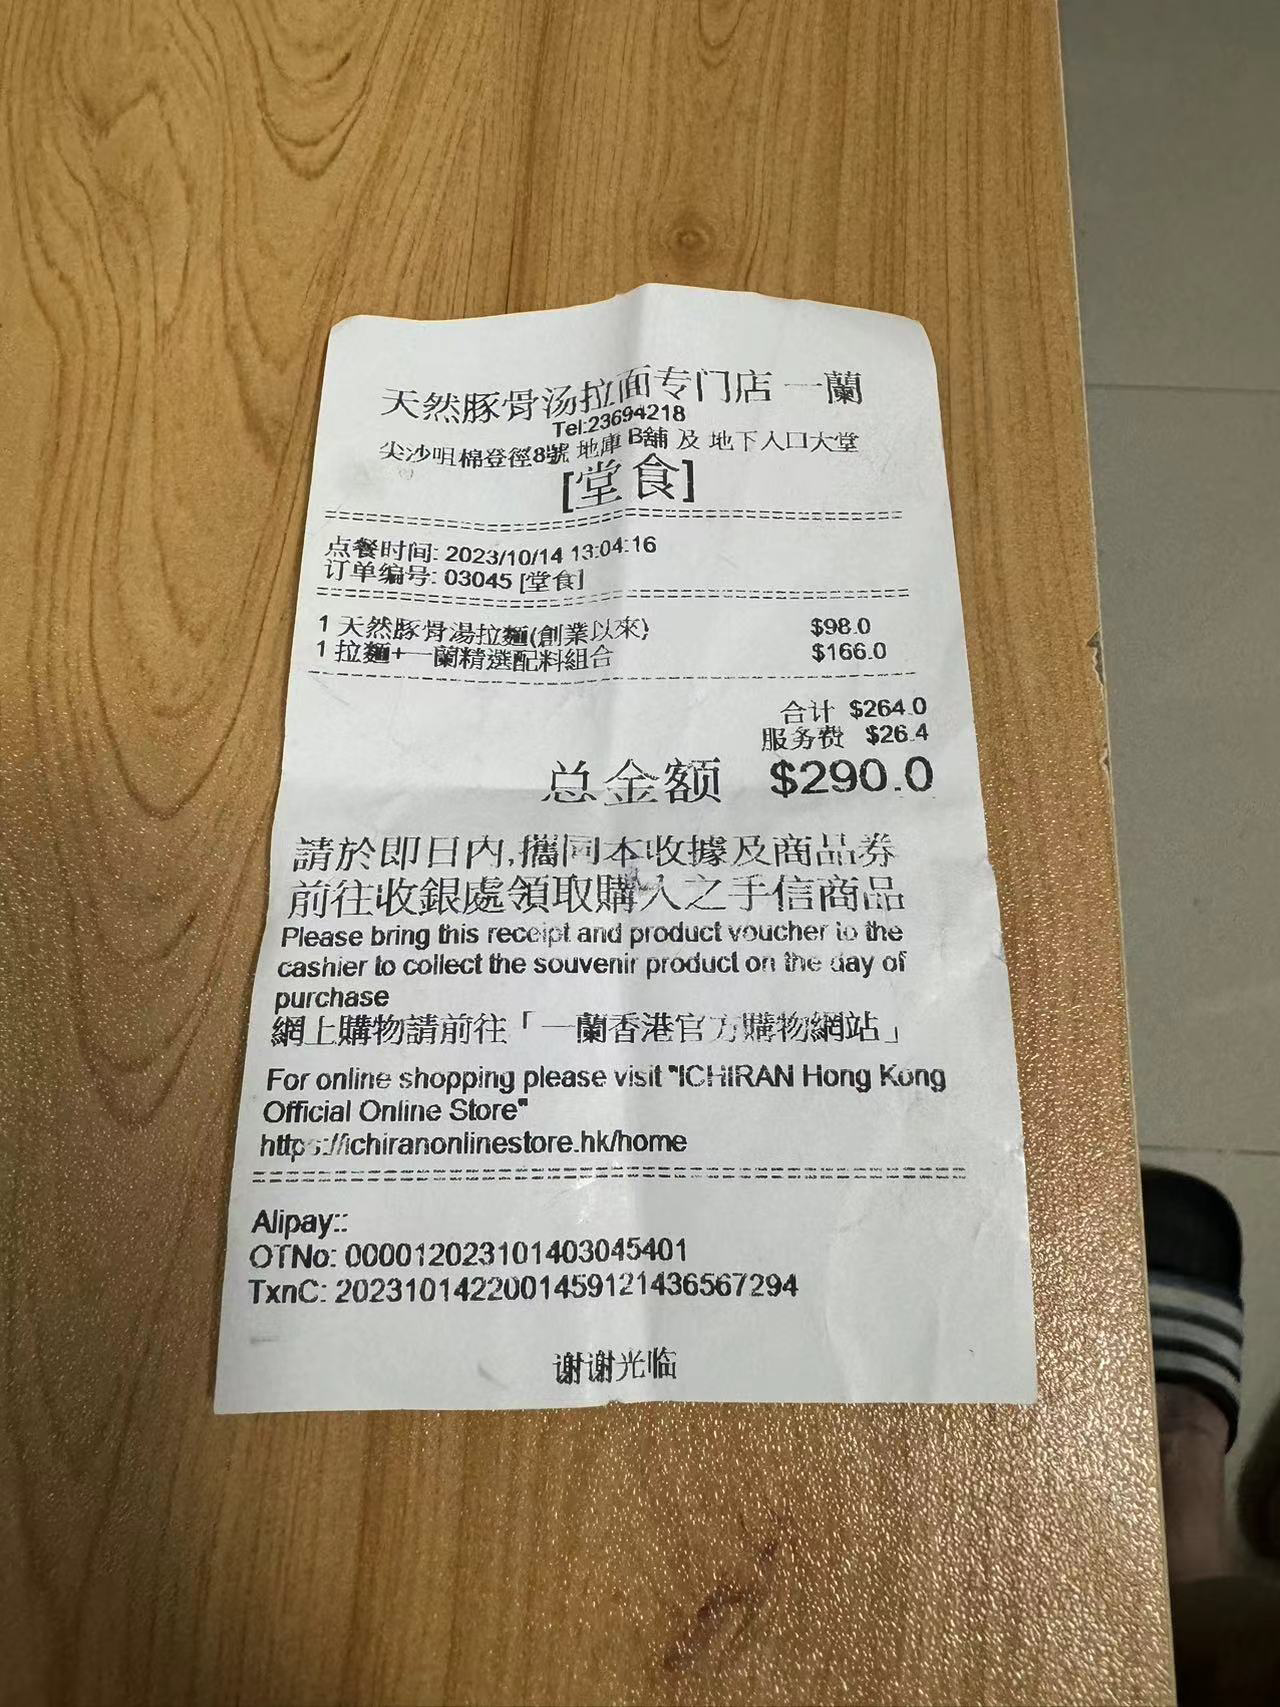 天然豚骨汤拉面专门店 一蘭
Tel:23694218
尖沙咀棉登徑8號 地庫 B舖 及 地下入口大堂
[堂食]
点餐时间: 2023/10/14 13:04:16
订单编号: 03045 [堂食]
1 天然豚骨湯拉麵(創業以來) $98.0
1 拉麵+一蘭精選配料組合 $166.0
合计 $264.0
服务费 $26.4
总金额 $290.0
請於即日内,攜同本收據及商品券
前往收銀處領取購入之手信商品
Please bring this receipt and product voucher to the
cashier to collect the souvenir product on the day of
purchase
網上購物請前往「一蘭香港官方購物網站」
For online shopping please visit "ICHIRAN Hong Kong
Official Online Store"
https://ichiranonlinestore.hk/home
Alipay::
OTNo: 000012023101403045401
TxnC: 2023101422001459121436567294
谢谢光临